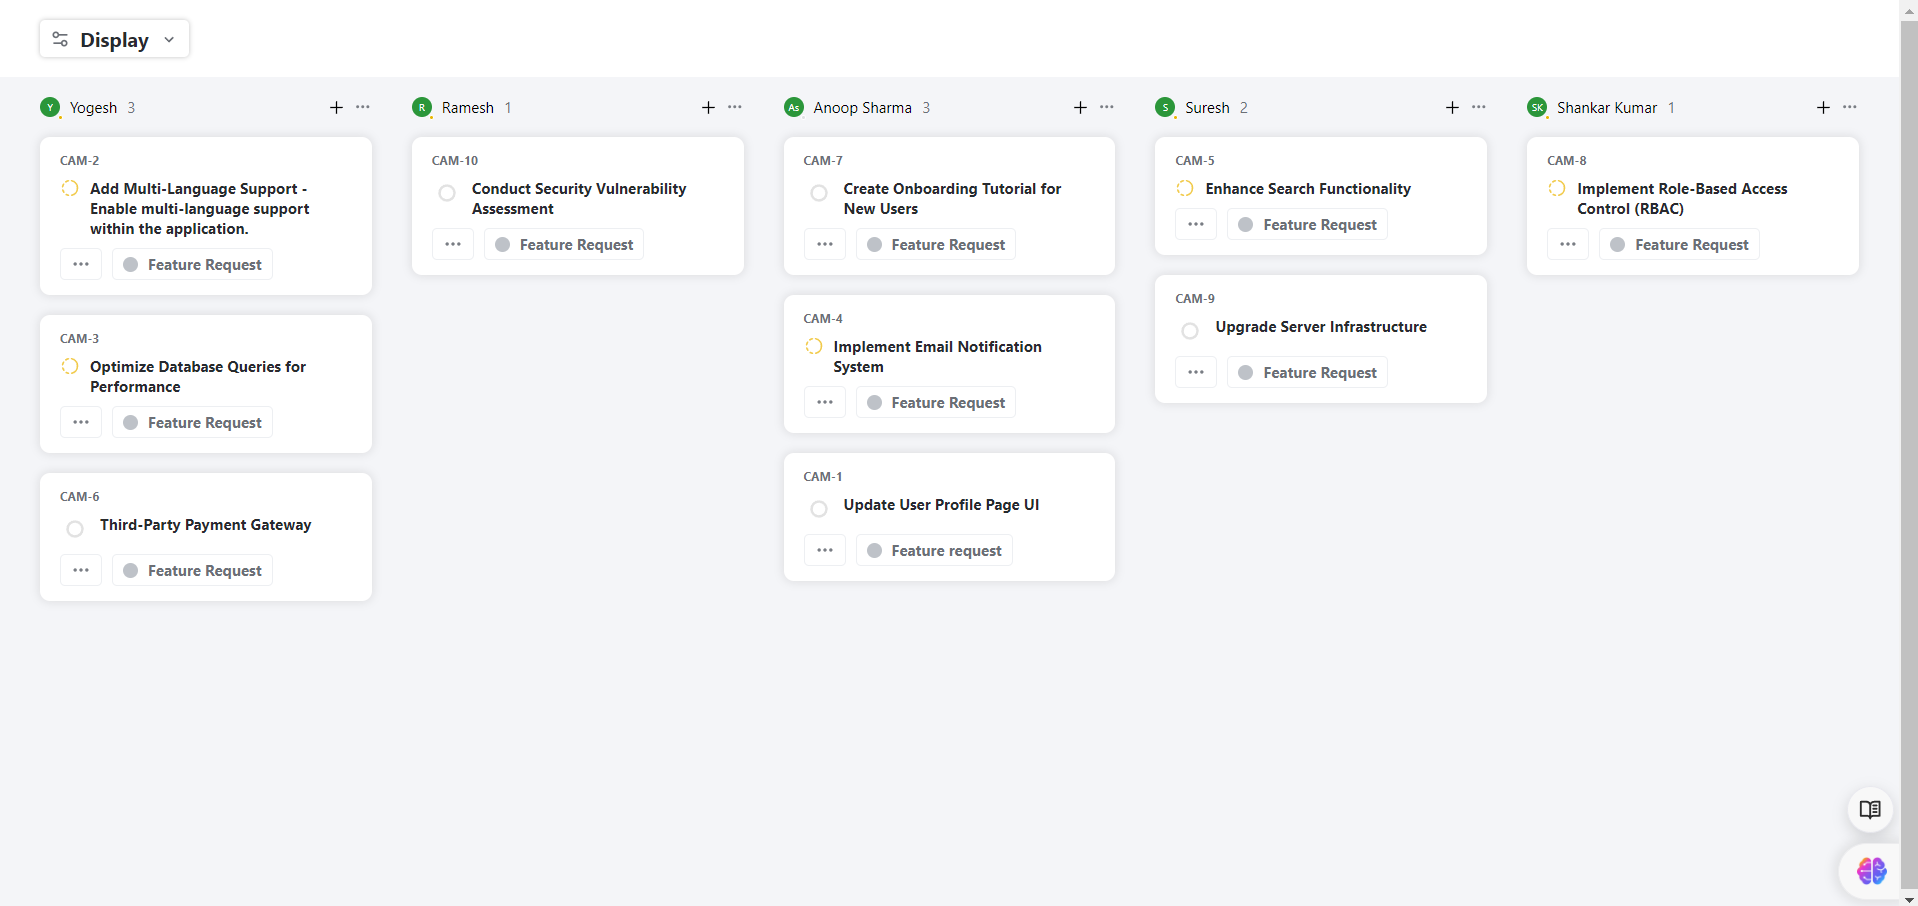 Display
Y Yogesh 3
CAM-2
Add Multi-Language Support -
Enable multi-language support
within the application.
Feature Request
CAM-3
Optimize Database Queries for
Performance
Feature Request
CAM-6
Third-Party Payment Gateway
Feature Request
R Ramesh 1
CAM-10
Conduct Security Vulnerability
Assessment
Feature Request
As Anoop Sharma 3
CAM-7
Create Onboarding Tutorial for
New Users
Feature Request
CAM-4
Implement Email Notification
System
Feature Request
CAM-1
Update User Profile Page UI
Feature request
S Suresh 2
CAM-5
Enhance Search Functionality
Feature Request
CAM-9
Upgrade Server Infrastructure
Feature Request
SK Shankar Kumar 1
CAM-8
Implement Role-Based Access
Control (RBAC)
Feature Request